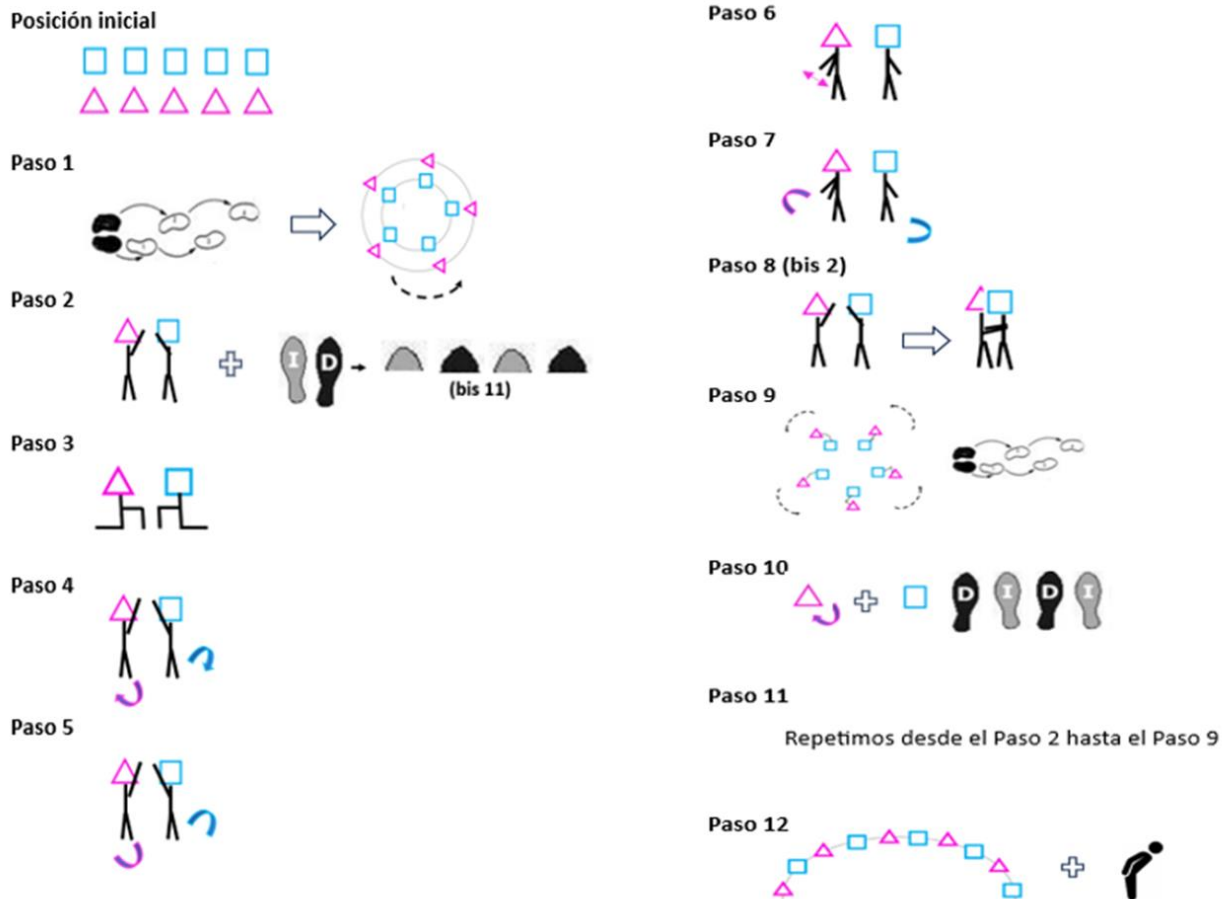 Posición inicial
Paso 1
Paso 2
I D
(bis 11)
Paso 3
Paso 4
Paso 5
Paso 6
Paso 7
Paso 8 (bis 2)
Paso 9
Paso 10
D I D I
Paso 11
Repetimos desde el Paso 2 hasta el Paso 9
Paso 12